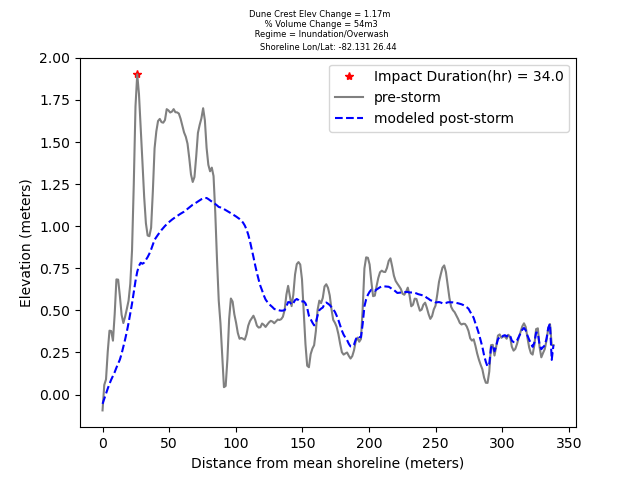 Dune Crest Elev Change = 1.17m
% Volume Change = 54m3
Regime = Inundation/Overwash
Shoreline Lon/Lat: -82.131 26.44
Impact Duration(hr) = 34.0
pre-storm
modeled post-storm
Elevation (meters)
2.00
1.75
1.50
1.25
1.00
0.75
0.50
0.25
0.00
0 50 100 150 200 250 300 350
Distance from mean shoreline (meters)